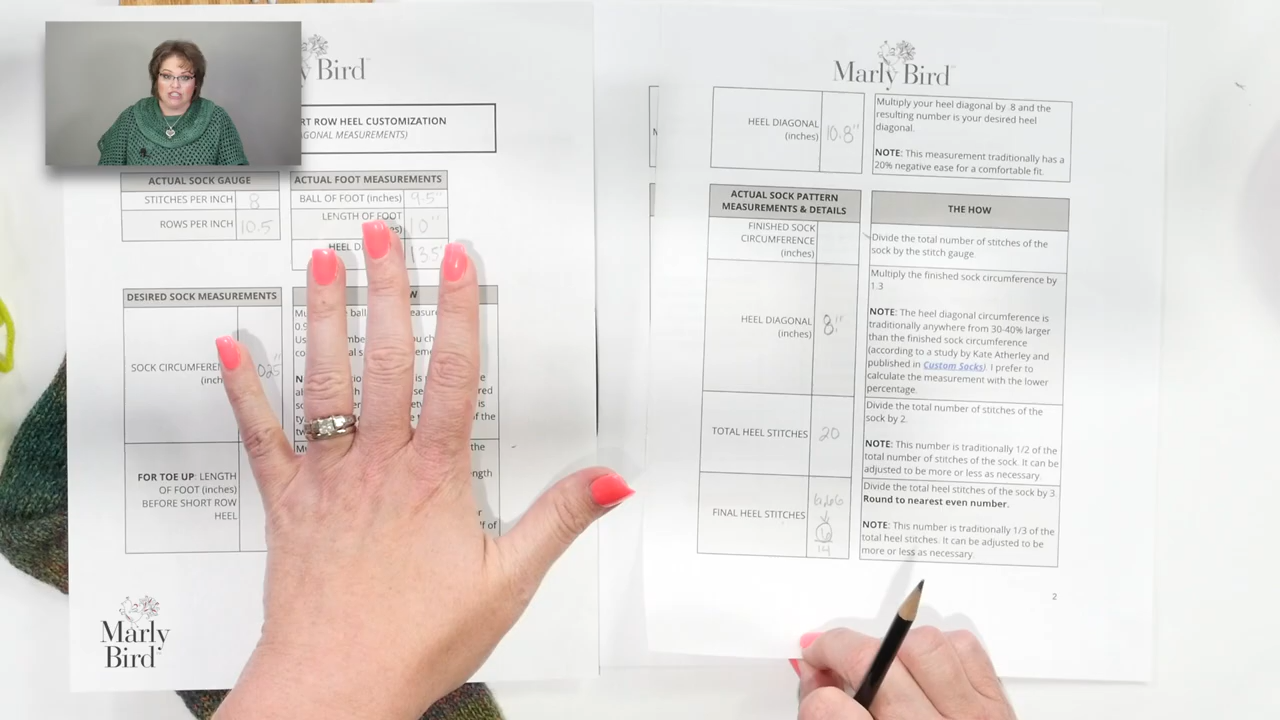 y Bird
RT ROW HEEL CUSTOMIZATION
AGONAL MEASUREMENTS)
ACTUAL SOCK GAUGE
STITCHES PER INCH 8
ROWS PER INCH 10.5
ACTUAL FOOT MEASUREMENTS
BALL OF FOOT (inches) 9.5"
LENGTH OF FOOT
10"
HEEL DI
13.5"
DESIRED SOCK MEASUREMENTS
W
SOCK CIRCUMFEREN
(inch
025"
FOR TOE UP: LENGTH
OF FOOT (inches)
BEFORE SHORT ROW
HEEL
Marly
Bird
Marly Bird
HEEL DIAGONAL
(inches)
10.8"
Multiply your heel diagonal by .8 and the
resulting number is your desired heel
diagonal.
NOTE: This measurement traditionally has a
20% negative ease for a comfortable fit.
ACTUAL SOCK PATTERN
MEASUREMENTS & DETAILS
THE HOW
FINISHED SOCK
CIRCUMFERENCE
(inches)
Divide the total number of stitches of the
sock by the stitch gauge.
HEEL DIAGONAL
(inches)
8"
Multiply the finished sock circumference by
1.3
NOTE: The heel diagonal circumference is
traditionally anywhere from 30-40% larger
than the finished sock circumference
(according to a study by Kate Atherley and
published in Custom Socks). I prefer to
calculate the measurement with the lower
percentage.
TOTAL HEEL STITCHES
20
Divide the total number of stitches of the
sock by 2.
NOTE: This number is traditionally 1/2 of the
total number of stitches of the sock. It can be
adjusted to be more or less as necessary.
FINAL HEEL STITCHES
6.66
6
14
Divide the total heel stitches of the sock by 3.
Round to nearest even number.
NOTE: This number is traditionally 1/3 of the
total heel stitches. It can be adjusted to be
more or less as necessary.
2